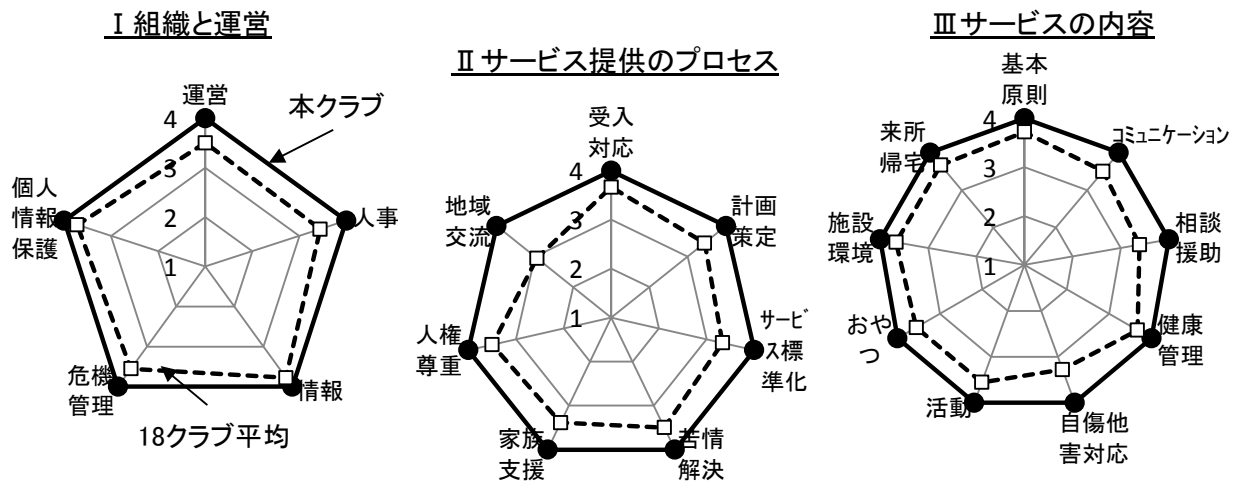 Ⅰ 組織と運営
運営
4
3
2
1
本クラブ
人事
情報
危機
管理
個人
情報
保護
18クラブ平均
Ⅱ サービス提供のプロセス
受入
対応
4
3
2
1
計画
策定
サービ
ス標
準化
苦情
解決
家族
支援
人権
尊重
地域
交流
Ⅲサービスの内容
基本
原則
4
3
2
1
コミュニケーション
相談
援助
健康
管理
自傷他
害対応
活動
おや
つ
施設
環境
来所
帰宅